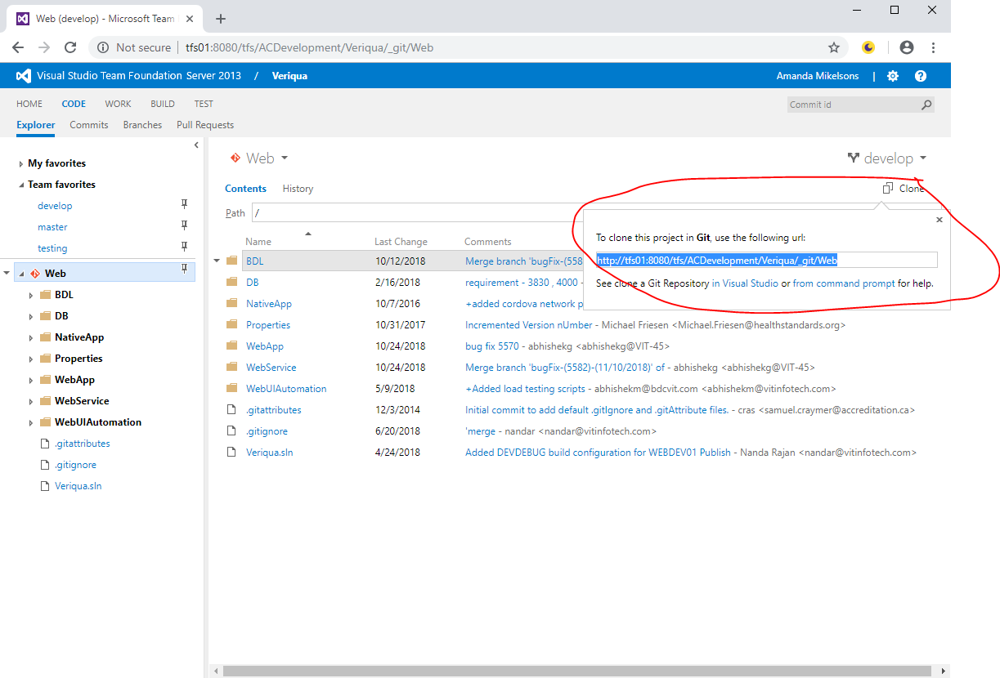 Web (develop) - Microsoft Team
Not secure | tfs01:8080/tfs/ACDevelopment/Veriqua/_git/Web
Visual Studio Team Foundation Server 2013 / Veriqua
Amanda Mikelsons |
HOME CODE WORK BUILD TEST
Commit id
Explorer Commits Branches Pull Requests
My favorites
Team favorites
develop
master
testing
Web
BDL
DB
NativeApp
Properties
WebApp
WebService
WebUIAutomation
.gitattributes
.gitignore
Veriqua.sln
Web
develop
Contents History
Clone
Path /
To clone this project in Git, use the following url:
http://tfs01:8080/tfs/ACDevelopment/Veriqua/_git/Web
See clone a Git Repository in Visual Studio or from command prompt for help.
Name Last Change Comments
BDL 10/12/2018 Merge branch 'bugFix-(558
DB 2/16/2018 requirement - 3830 , 4000 -
NativeApp 10/7/2016 +added cordova network p
Properties 10/31/2017 Incremented Version nUmber - Michael Friesen <Michael.Friesen@healthstandards.org>
WebApp 10/24/2018 bug fix 5570 - abhishekg <abhishekg@VIT-45>
WebService 10/24/2018 Merge branch 'bugFix-(5582)-(11/10/2018)' of - abhishekg <abhishekg@VIT-45>
WebUIAutomation 5/9/2018 +Added load testing scripts - abhishekm@bdcvit.com <abhishekm@vitinfotech.com>
.gitattributes 12/3/2014 Initial commit to add default .gitIgnore and .gitAttribute files. - cras <samuel.craymer@accreditation.ca>
.gitignore 6/20/2018 'merge - nandar <nandar@vitinfotech.com>
Veriqua.sln 4/24/2018 Added DEVDEBUG build configuration for WEBDEV01 Publish - Nanda Rajan <nandar@vitinfotech.com>